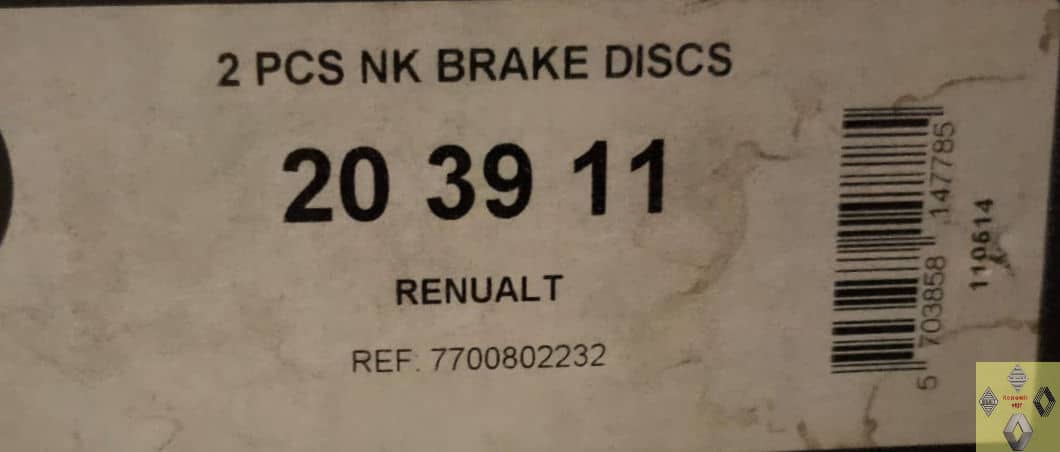 2 PCS NK BRAKE DISCS
20 39 11
RENUALT
REF: 7700802232
5 703858 147785
110614